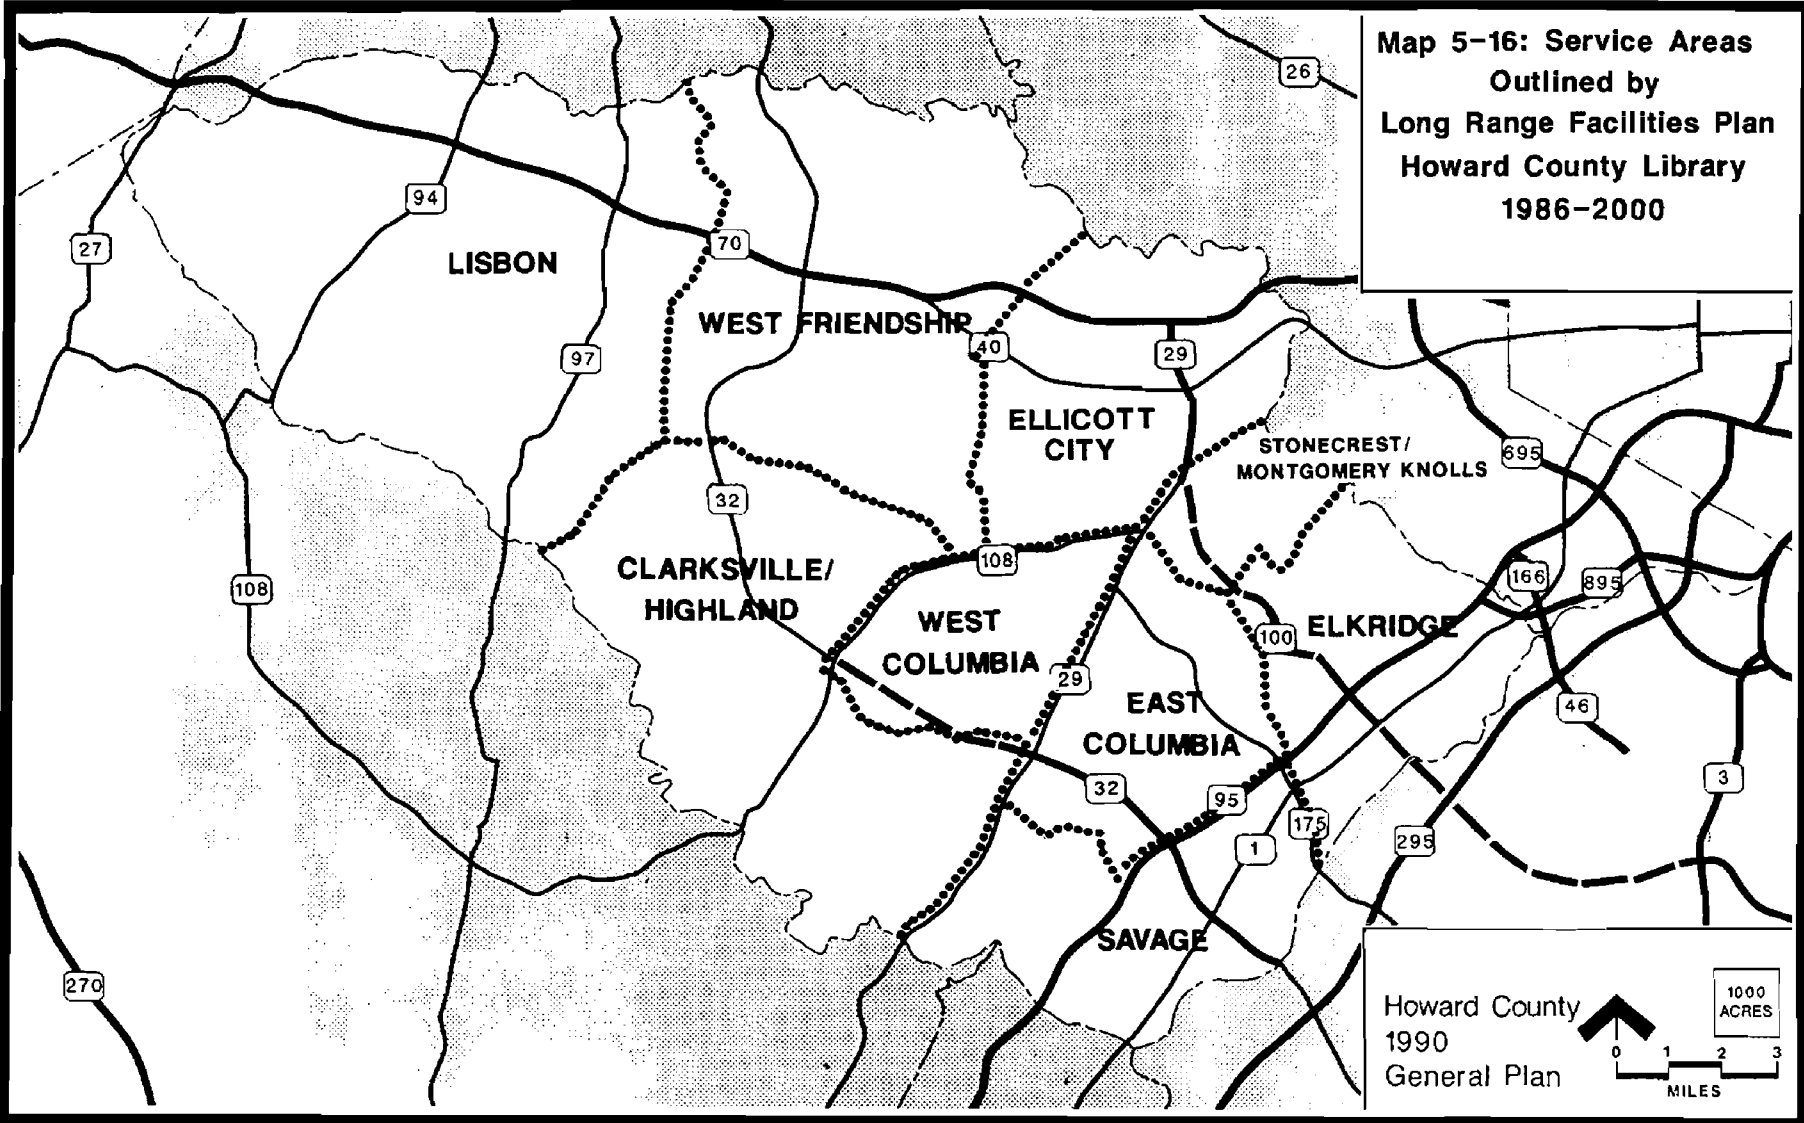 Map 5-16: Service Areas
Outlined by
Long Range Facilities Plan
Howard County Library
1986-2000
26
94
27
LISBON
70
WEST FRIENDSHIP
97
40
29
ELLICOTT
CITY
STONECREST/
MONTGOMERY KNOLLS
695
32
108
CLARKSVILLE/
HIGHLAND
108
WEST
COLUMBIA
166
895
100
ELKRIDGE
29
EAST
COLUMBIA
46
32
95
3
175
1
295
SAVAGE
270
Howard County
1990
General Plan
1000
ACRES
0 1 2 3
MILES